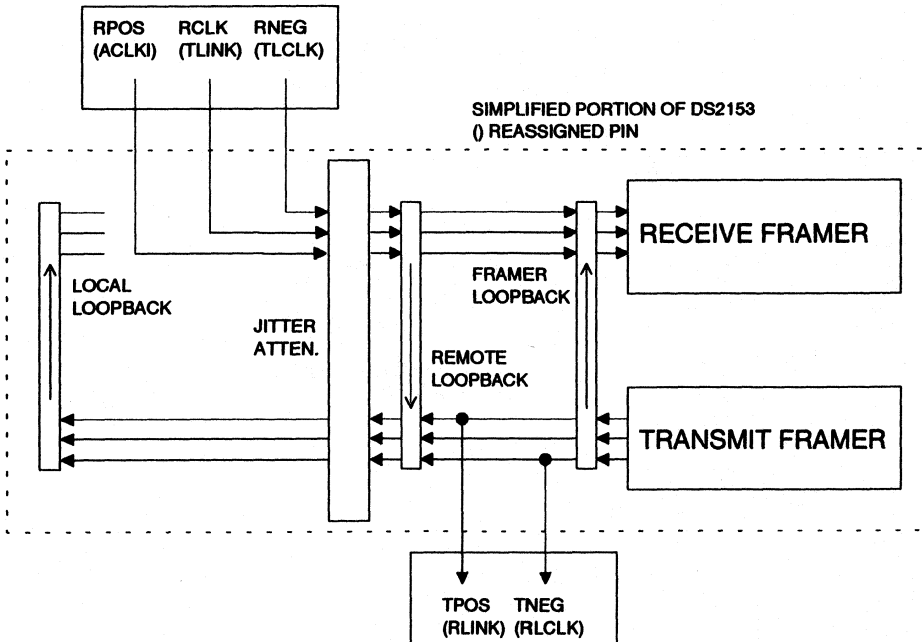 RPOS RCLK RNEG
(ACLKI) (TLINK) (TLCLK)
SIMPLIFIED PORTION OF DS2153
() REASSIGNED PIN
RECEIVE FRAMER
LOCAL
LOOPBACK
FRAMER
LOOPBACK
JITTER
ATTEN.
REMOTE
LOOPBACK
TRANSMIT FRAMER
TPOS TNEG
(RLINK) (RLCLK)